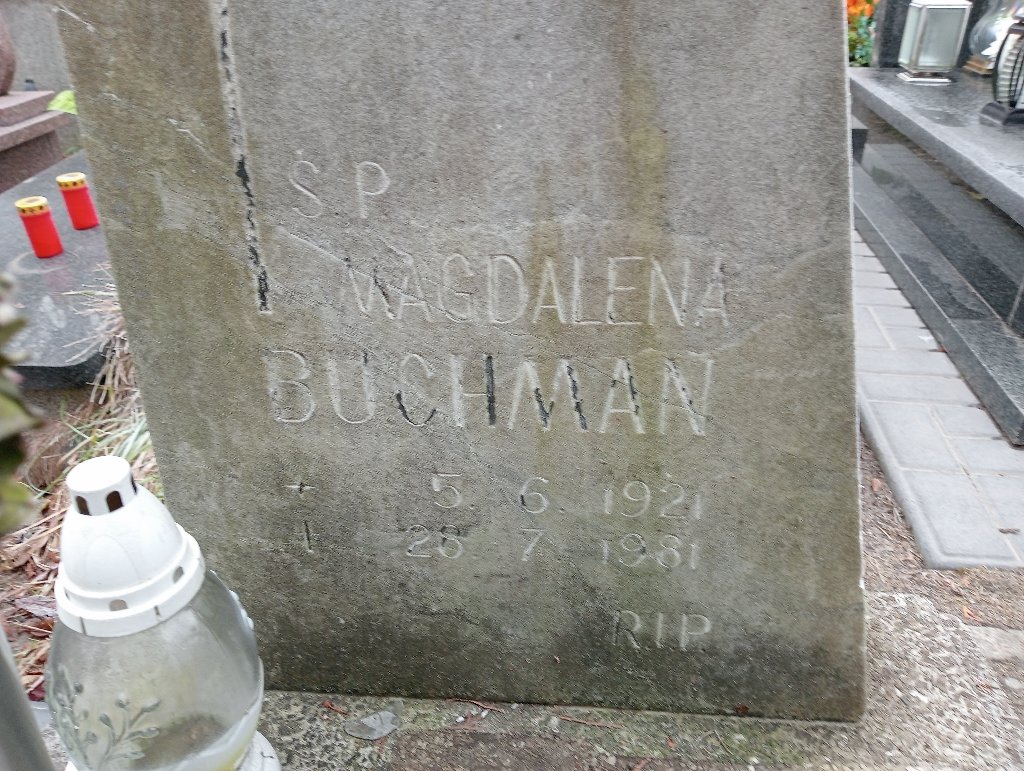 Ś P
MAGDALENA
BUCHMAN
+ 5. 6. 1921
28 7 1981
RIP.